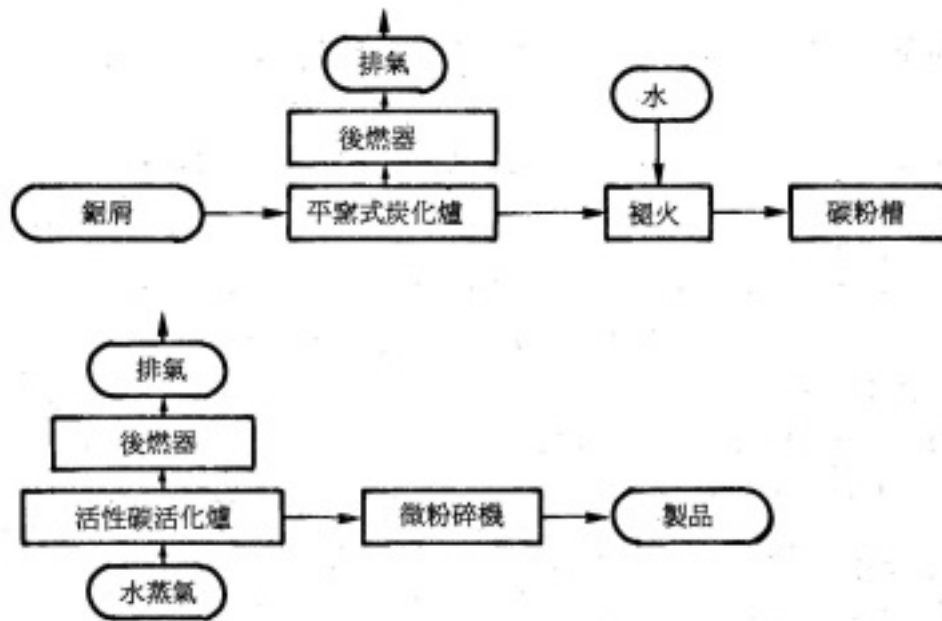 排氣
水
後燃器
鋸屑
平窯式炭化爐
褪火
碳粉槽
排氣
後燃器
活性碳活化爐
微粉碎機
製品
水蒸氣